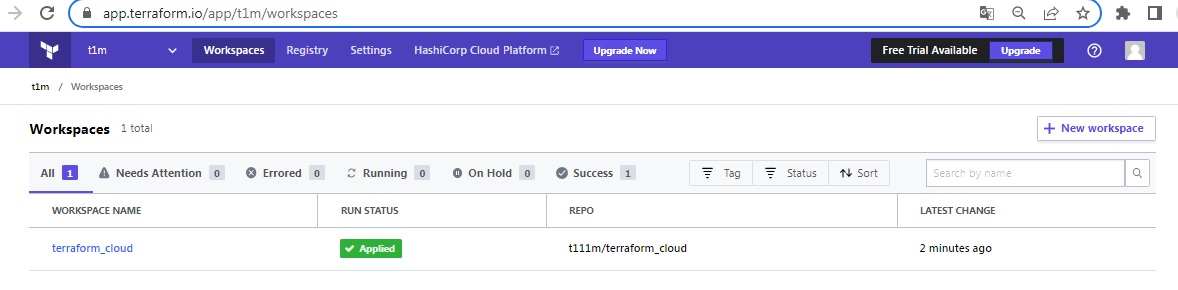 app.terraform.io/app/t1m/workspaces
t1m Workspaces Registry Settings HashiCorp Cloud Platform Upgrade Now Free Trial Available Upgrade
t1m / Workspaces
Workspaces 1 total + New workspace
All 1 Needs Attention 0 Errored 0 Running 0 On Hold 0 Success 1 Tag Status Sort Search by name
WORKSPACE NAME RUN STATUS REPO LATEST CHANGE
terraform_cloud Applied t111m/terraform_cloud 2 minutes ago